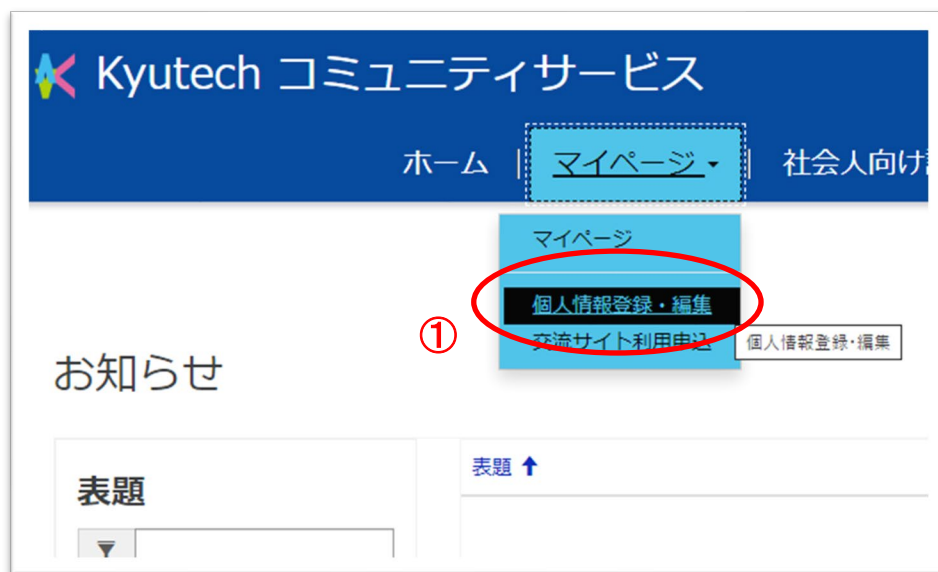 Kyutech コミュニティサービス
ホーム | マイページ | 社会人向け
マイページ
個人情報登録・編集
①
交流サイト利用申込
個人情報登録・編集
お知らせ
表題
表題